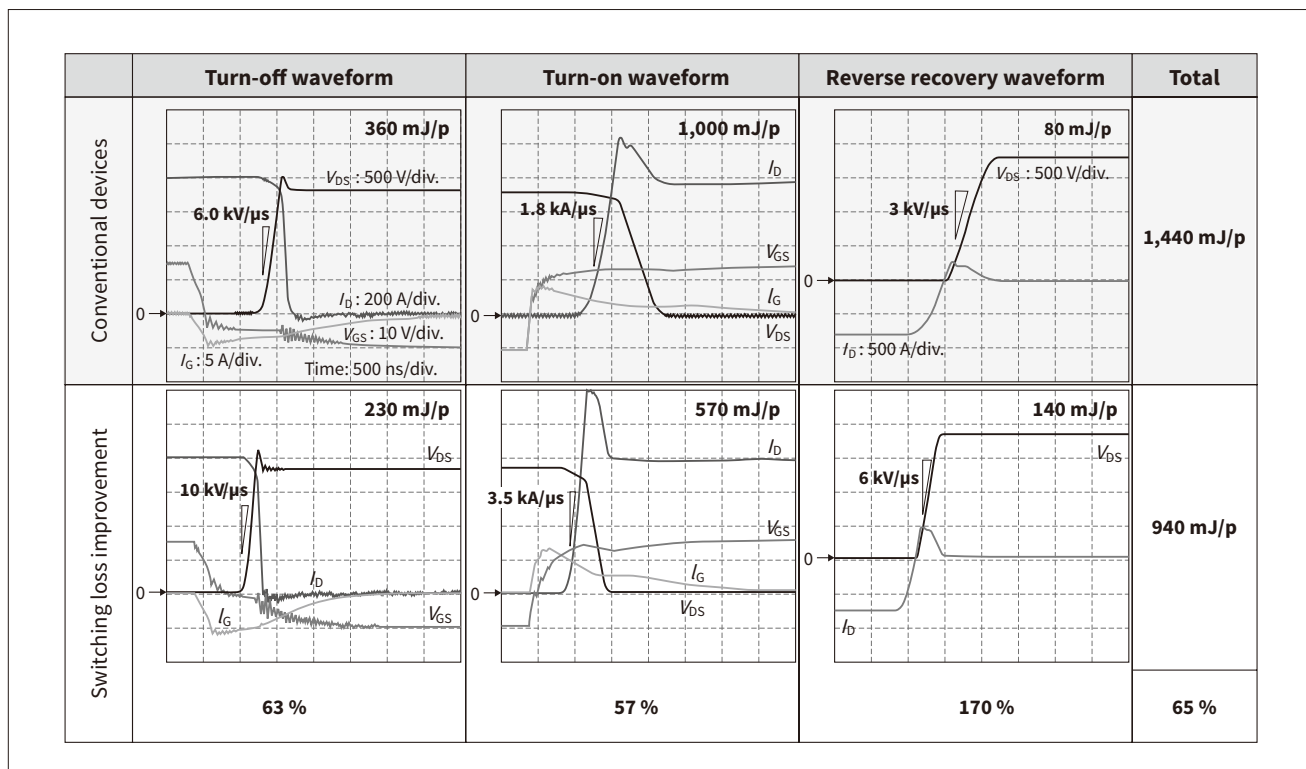 Turn-off waveform
Turn-on waveform
Reverse recovery waveform
Total
Conventional devices
360 mJ/p
VDS : 500 V/div.
6.0 kV/μs
ID : 200 A/div.
0
VGS : 10 V/div.
IG : 5 A/div.
Time: 500 ns/div.
1,000 mJ/p
ID
1.8 kA/μs
VGS
IG
0
VDS
80 mJ/p
VDS : 500 V/div.
3 kV/μs
0
ID : 500 A/div.
1,440 mJ/p
Switching loss improvement
230 mJ/p
VDS
10 kV/μs
ID
0
IG
VGS
570 mJ/p
ID
3.5 kA/μs
VGS
IG
0
VDS
140 mJ/p
VDS
6 kV/μs
0
ID
940 mJ/p
63 %
57 %
170 %
65 %